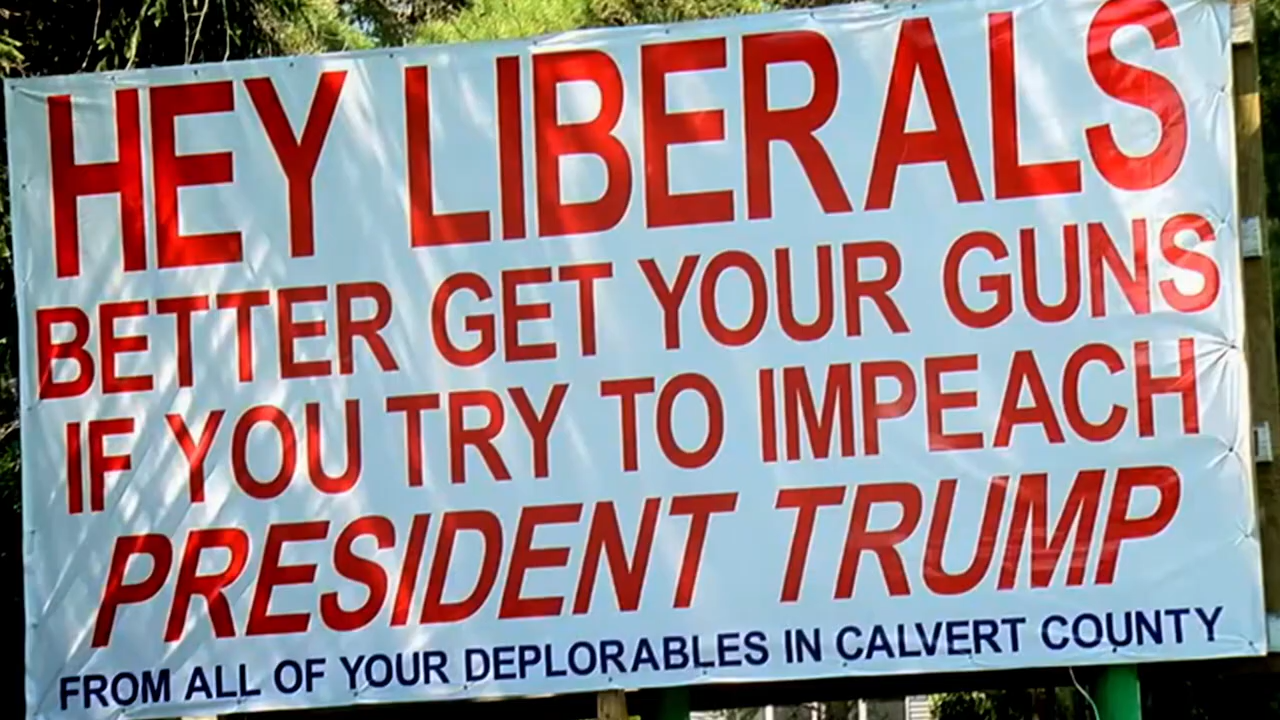 HEY LIBERALS
BETTER GET YOUR GUNS
IF YOU TRY TO IMPEACH
PRESIDENT TRUMP
FROM ALL OF YOUR DEPLORABLES IN CALVERT COUNTY